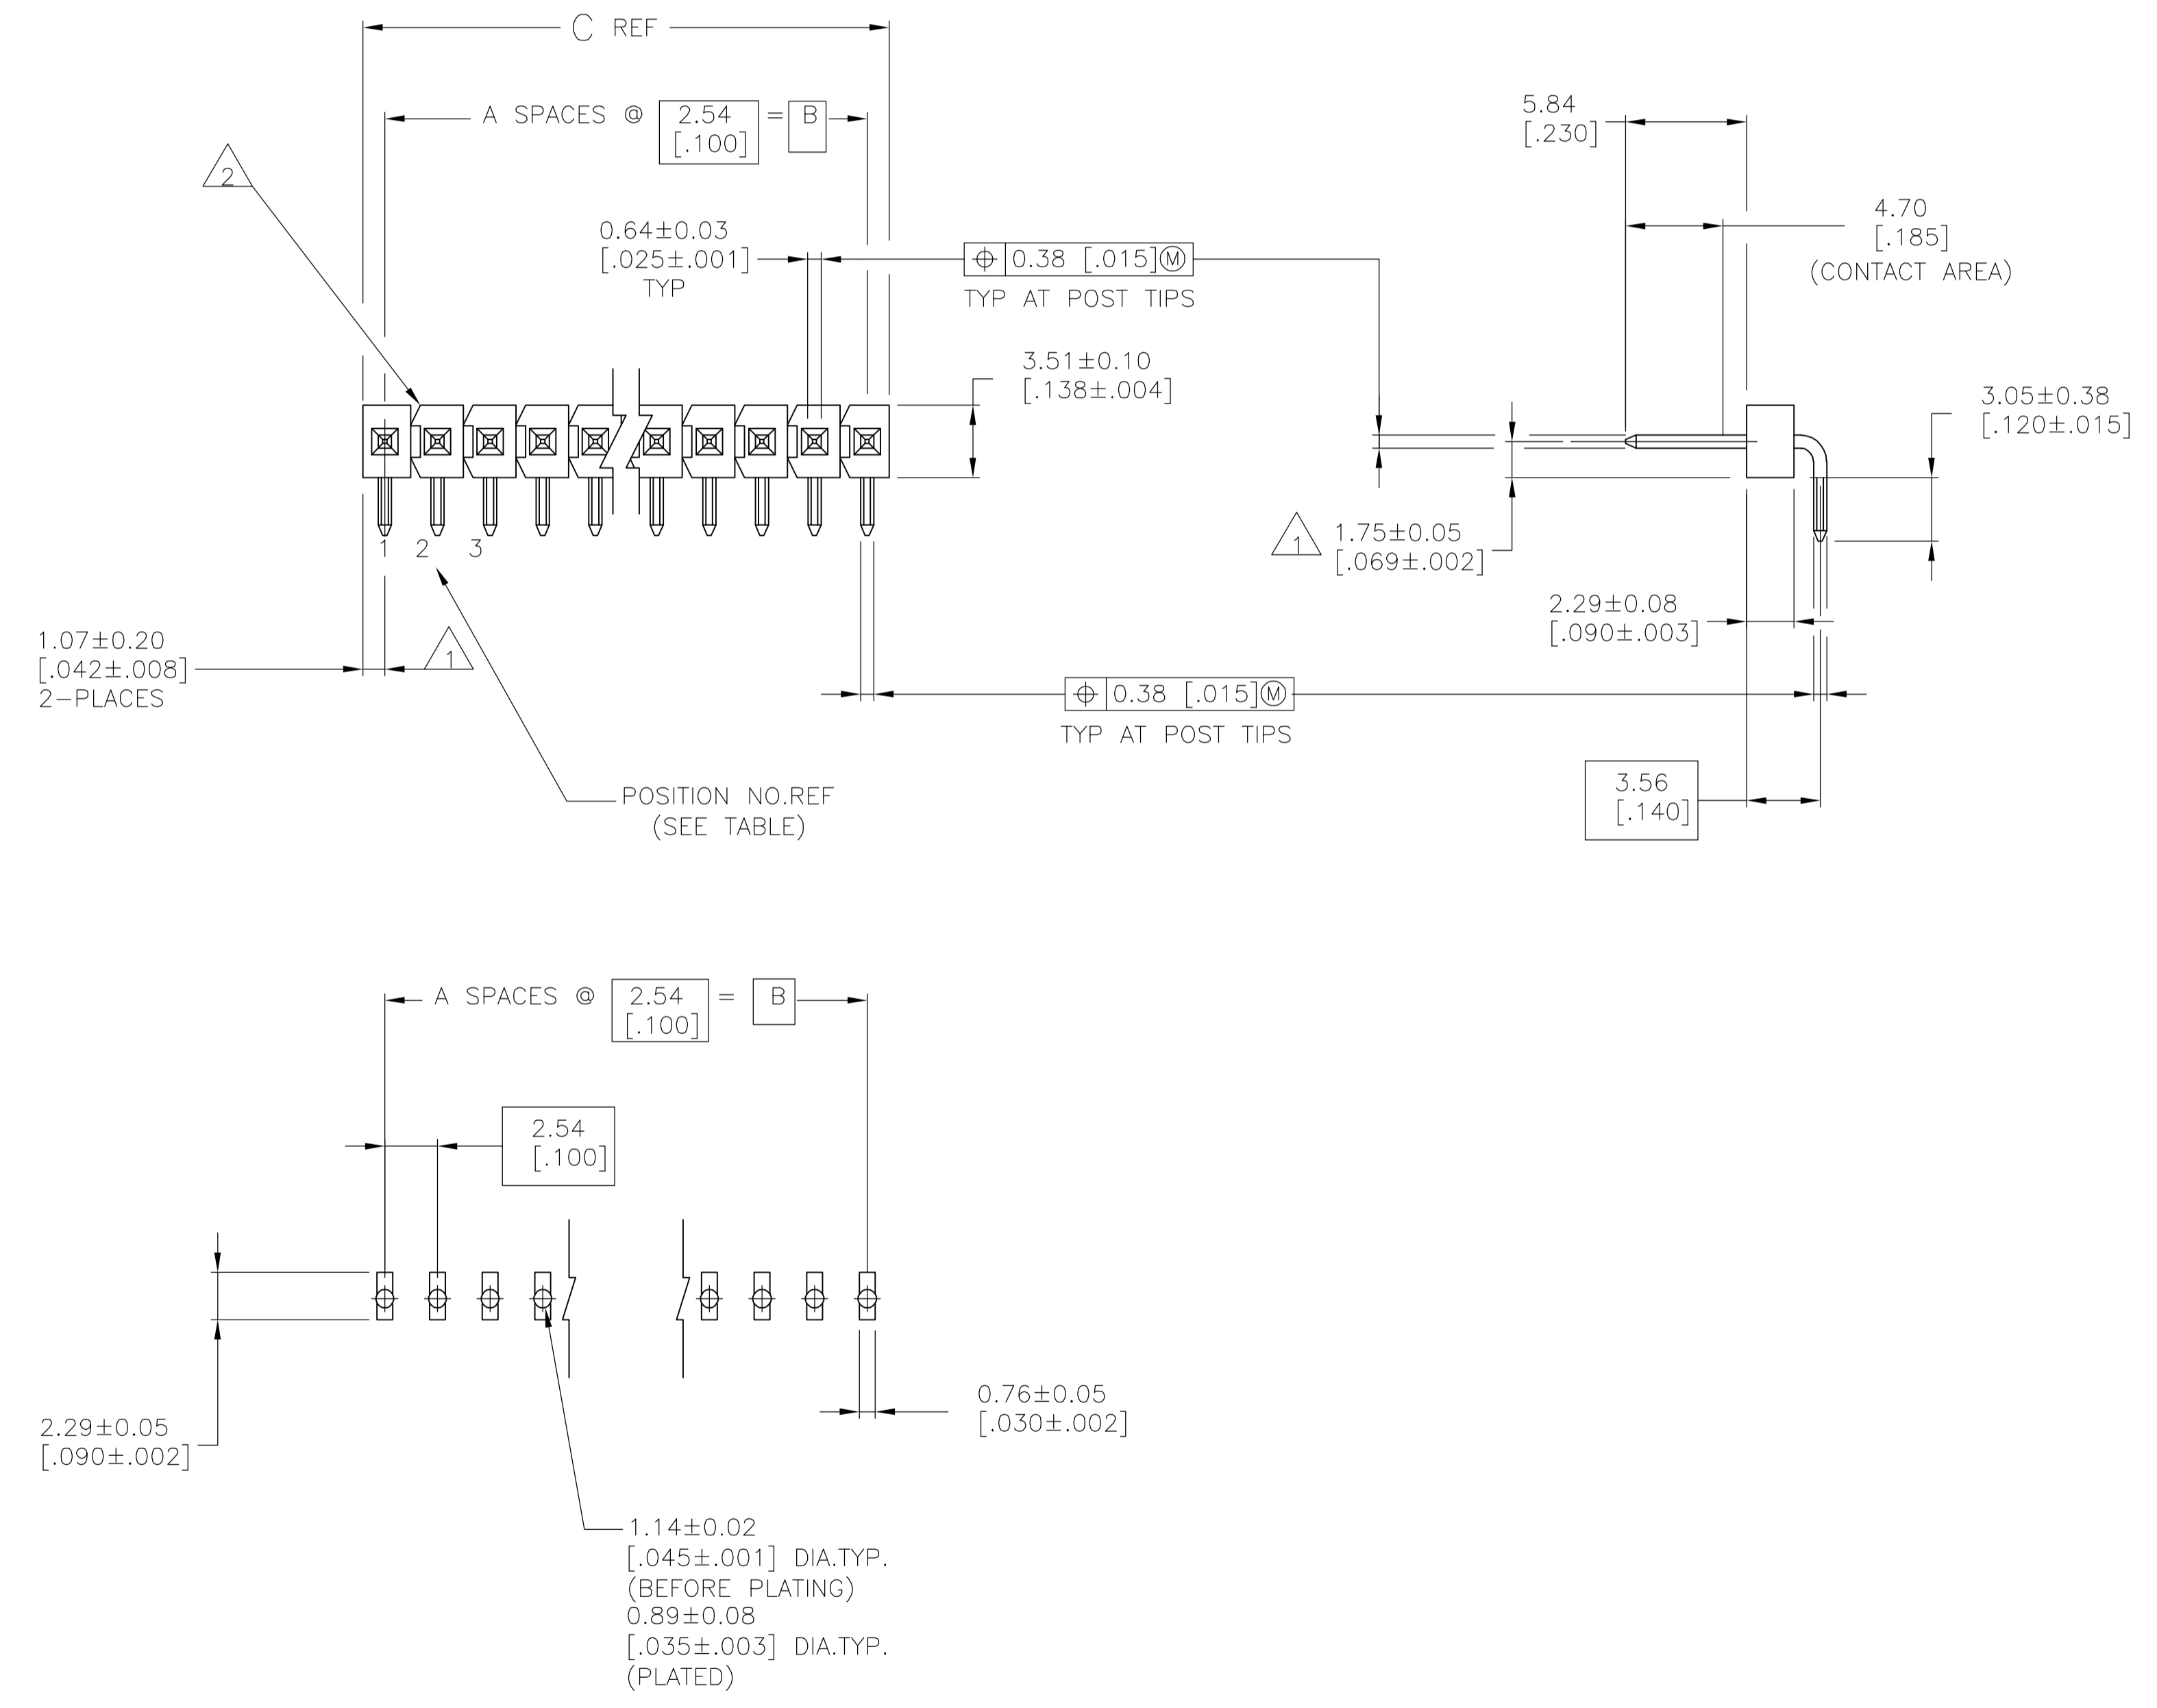 C REF
A SPACES @ 2.54 = B
[.100]
2
0.64±0.03
[.025±.001]
TYP
0.38 [.015] Ⓜ
TYP AT POST TIPS
3.51±0.10
[.138±.004]
5.84
[.230]
4.70
[.185]
(CONTACT AREA)
3.05±0.38
[.120±.015]
1 2 3
1
1.75±0.05
[.069±.002]
2.29±0.08
[.090±.003]
1.07±0.20
[.042±.008]
2-PLACES
1
0.38 [.015] Ⓜ
TYP AT POST TIPS
3.56
[.140]
POSITION NO.REF
(SEE TABLE)
A SPACES @ 2.54 = B
[.100]
2.54
[.100]
2.29±0.05
[.090±.002]
0.76±0.05
[.030±.002]
1.14±0.02
[.045±.001] DIA.TYP.
(BEFORE PLATING)
0.89±0.08
[.035±.003] DIA.TYP.
(PLATED)